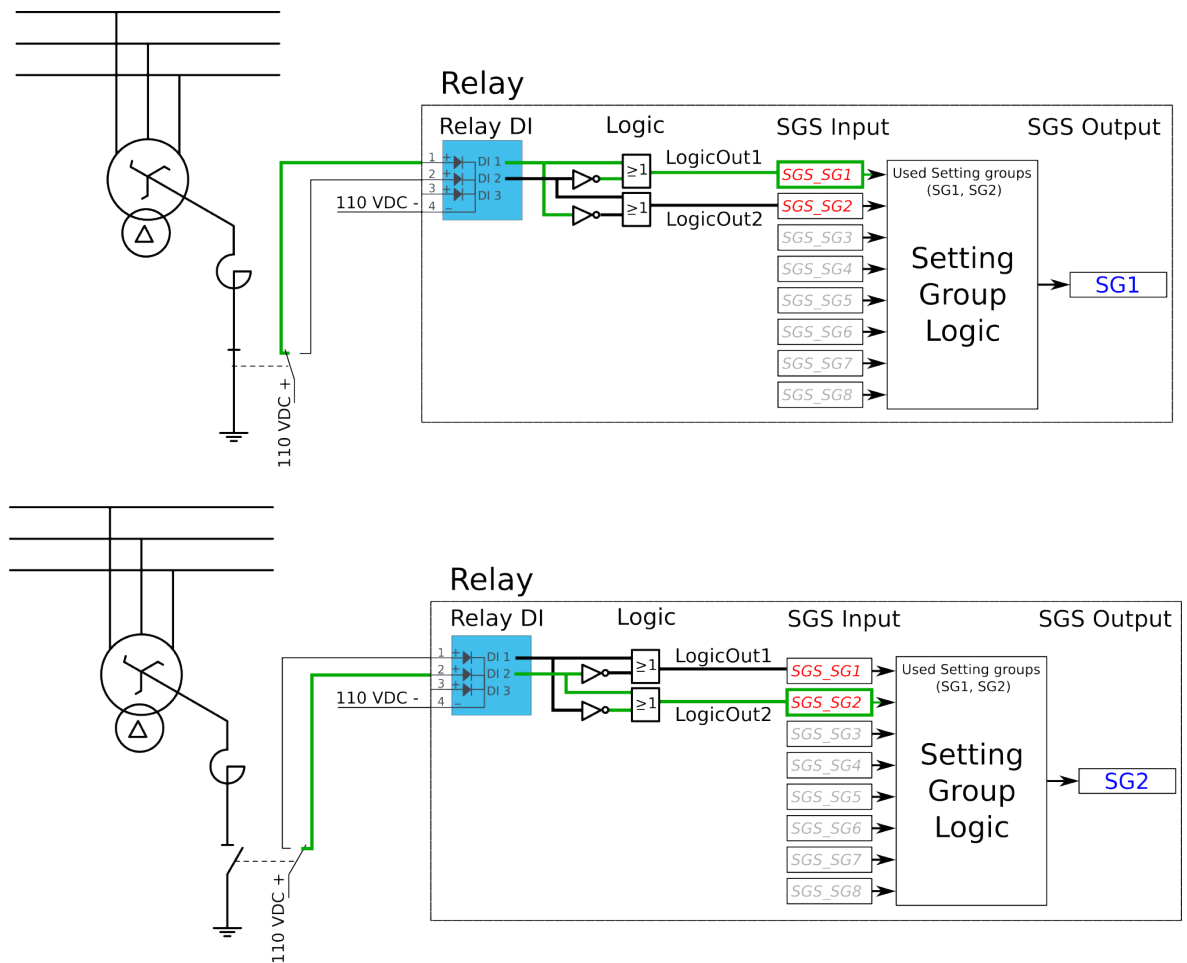 Relay
Relay DI
Logic
SGS Input
SGS Output
1 +
2 +
3 +
4 −
DI 1
DI 2
DI 3
110 VDC -
≥1
≥1
LogicOut1
LogicOut2
SGS_SG1
SGS_SG2
SGS_SG3
SGS_SG4
SGS_SG5
SGS_SG6
SGS_SG7
SGS_SG8
Used Setting groups
(SG1, SG2)
Setting
Group
Logic
SG1
110 VDC +
Relay
Relay DI
Logic
SGS Input
SGS Output
1 +
2 +
3 +
4 −
DI 1
DI 2
DI 3
110 VDC -
≥1
≥1
LogicOut1
LogicOut2
SGS_SG1
SGS_SG2
SGS_SG3
SGS_SG4
SGS_SG5
SGS_SG6
SGS_SG7
SGS_SG8
Used Setting groups
(SG1, SG2)
Setting
Group
Logic
SG2
110 VDC +